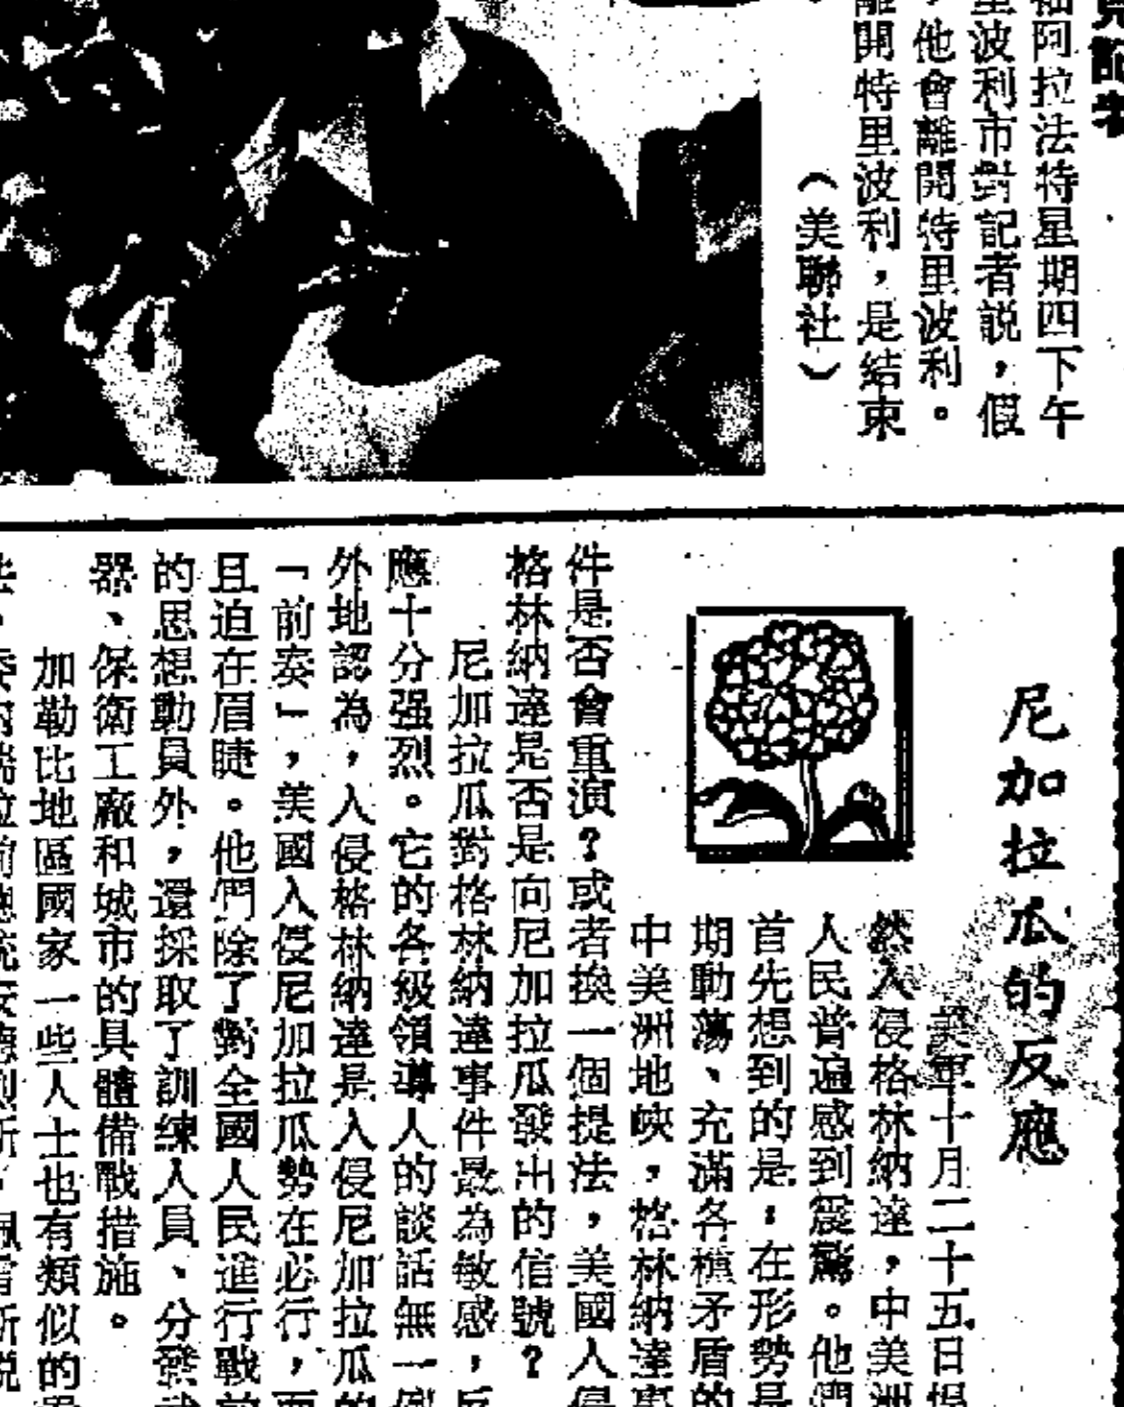 見記者
袖阿拉法特星期四下午
里波利市對記者説，假
，他會離開特里波利。
離開特里波利，是結束
（美聯社）
尼加拉瓜的反應
美軍十月二十五日
然入侵格林納達，中美洲
人民普遍感到震驚。他們
首先想到的是：在形勢
期動蕩、充滿各種矛盾的
中美洲地峽，格林納達事
件是否會重演？或者換一個提法，美國入侵
格林納達是否是向尼加拉瓜發出的信號？
尼加拉瓜對格林納達事件最為敏感，反
應十分强烈。它的各級領導人的談話無一例
外地認為，入侵格林納達是入侵尼加拉瓜的
「前奏」，美國入侵尼加拉瓜勢在必行，而
且迫在眉睫。他們除了對全國人民進行戰前
的思想動員外，還採取了訓練人員、分發武
器、保衛工廠和城市的具體備戰措施。
加勒比地區國家一些人士也有類似的